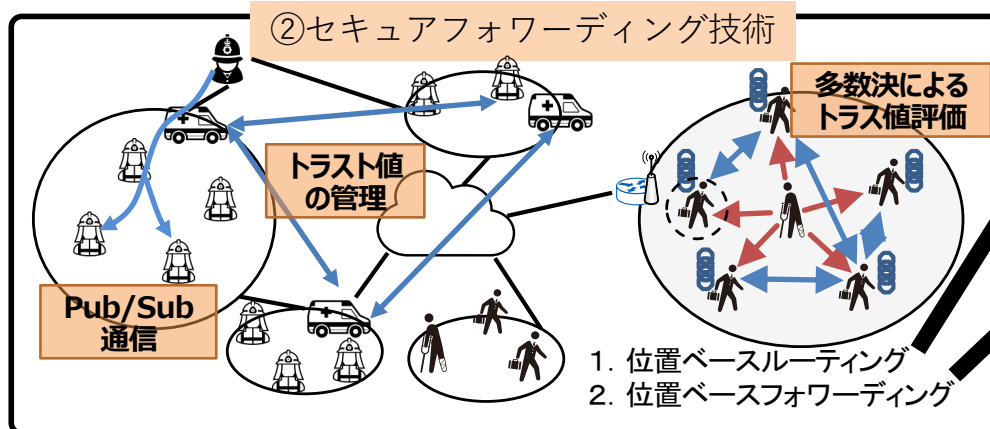 ②セキュアフォワーディング技術
多数決による
トラス値評価
トラスト値
の管理
Pub/Sub
通信
1. 位置ベースルーティング
2. 位置ベースフォワーディング